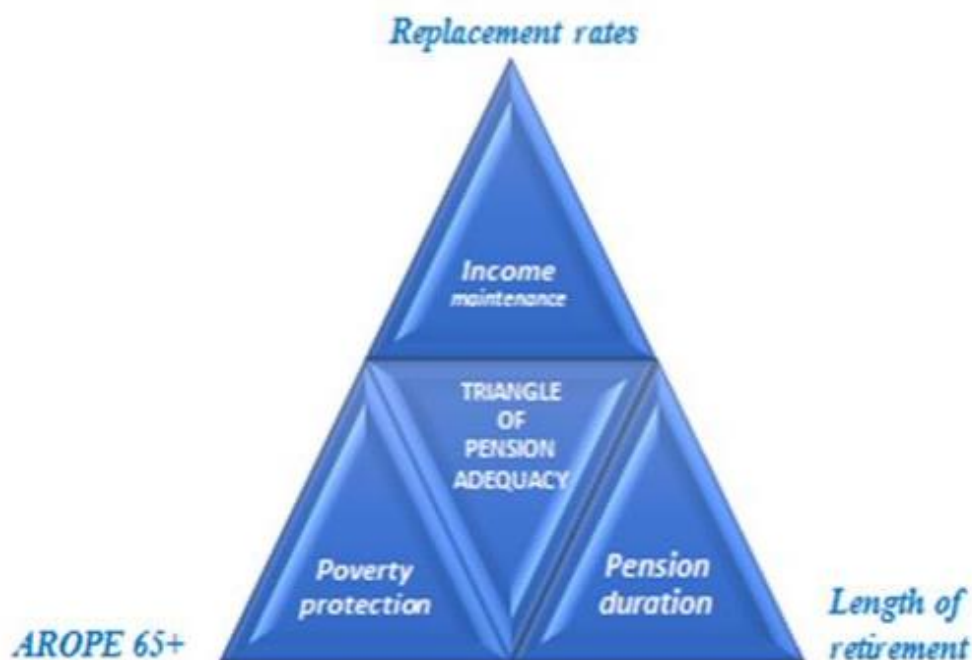 Replacement rates
Income
maintenance
TRIANGLE
OF
PENSION
ADEQUACY
Poverty
protection
Pension
duration
AROPE 65+
Length of
retirement